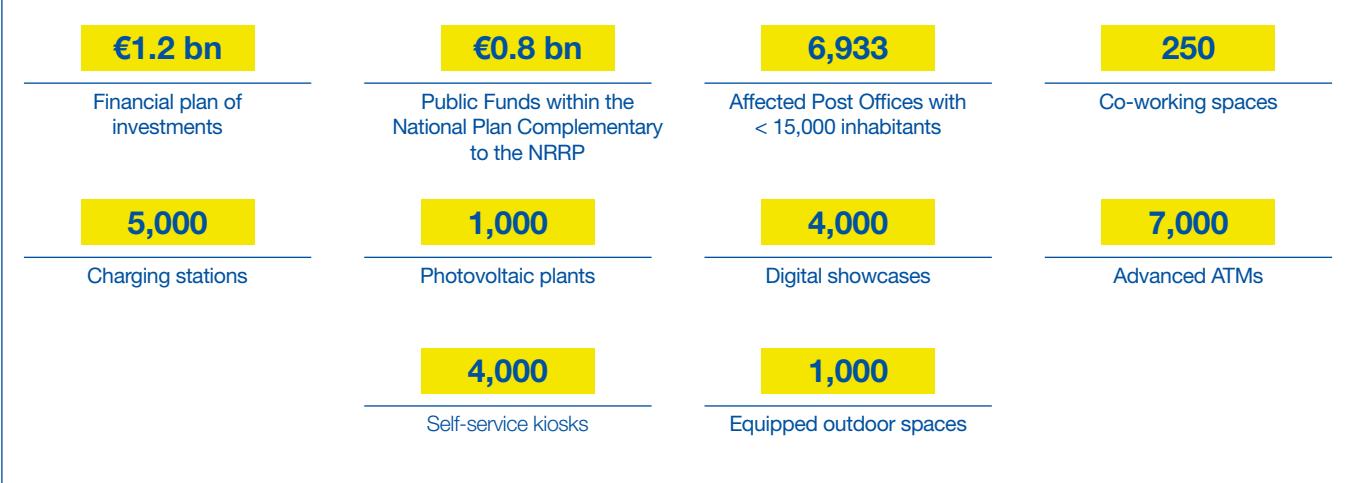 €1.2 bn
Financial plan of
investments
€0.8 bn
Public Funds within the
National Plan Complementary
to the NRRP
6,933
Affected Post Offices with
< 15,000 inhabitants
250
Co-working spaces
5,000
Charging stations
1,000
Photovoltaic plants
4,000
Digital showcases
7,000
Advanced ATMs
4,000
Self-service kiosks
1,000
Equipped outdoor spaces